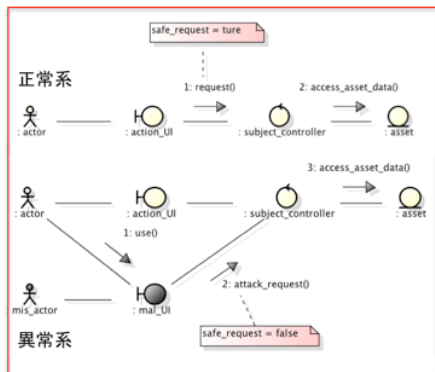 safe_request = ture
正常系
1: request()
2: access_asset_data()
: actor
: action_UI
: subject_controller
: asset
3: access_asset_data()
: actor
: action_UI
: subject_controller
: asset
1: use()
2: attack_request()
mis_actor
: mal_UI
safe_request = false
異常系